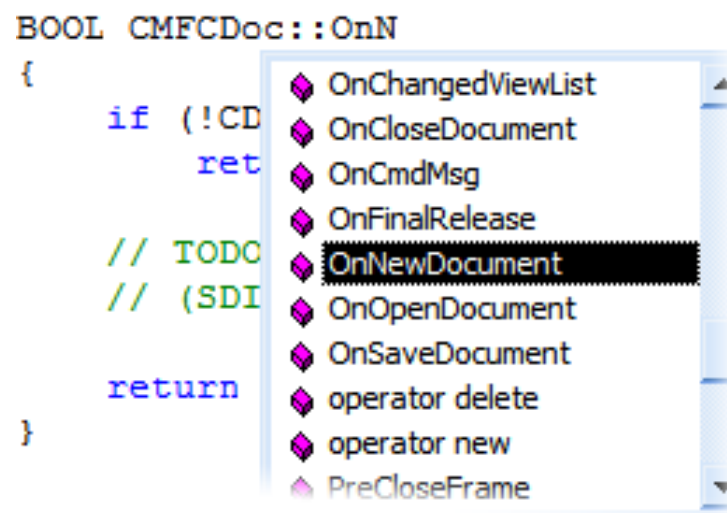 BOOL CMFCDoc::OnN
{
if (!CD
ret
// TODO
// (SDI
return
}
OnChangedViewList
OnCloseDocument
OnCmdMsg
OnFinalRelease
OnNewDocument
OnOpenDocument
OnSaveDocument
operator delete
operator new
PreCloseFrame